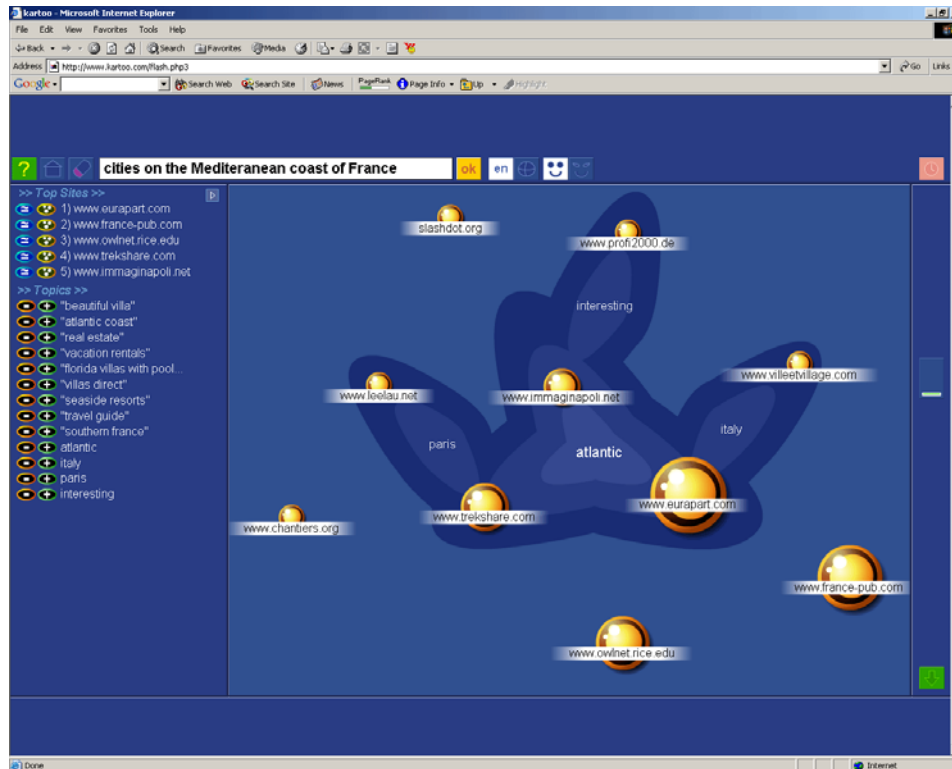 kartoo - Microsoft Internet Explorer
File Edit View Favorites Tools Help
Back Search Favorites Media
Address http://www.kartoo.com/flash.php3 Go Links
Google Search Web Search Site News PageRank Page Info Up Highlight
? cities on the Mediteranean coast of France ok en
>> Top Sites >>
1) www.eurapart.com
2) www.france-pub.com
3) www.owlnet.rice.edu
4) www.trekshare.com
5) www.immaginapoli.net
>> Topics >>
"beautiful villa"
"atlantic coast"
"real estate"
"vacation rentals"
"florida villas with pool...
"villas direct"
"seaside resorts"
"travel guide"
"southern france"
atlantic
italy
paris
interesting
slashdot.org
www.profi2000.de
interesting
www.villeetvillage.com
www.leelau.net
www.immaginapoli.net
italy
paris
atlantic
www.eurapart.com
www.trekshare.com
www.chantiers.org
www.france-pub.com
www.owlnet.rice.edu
Done Internet